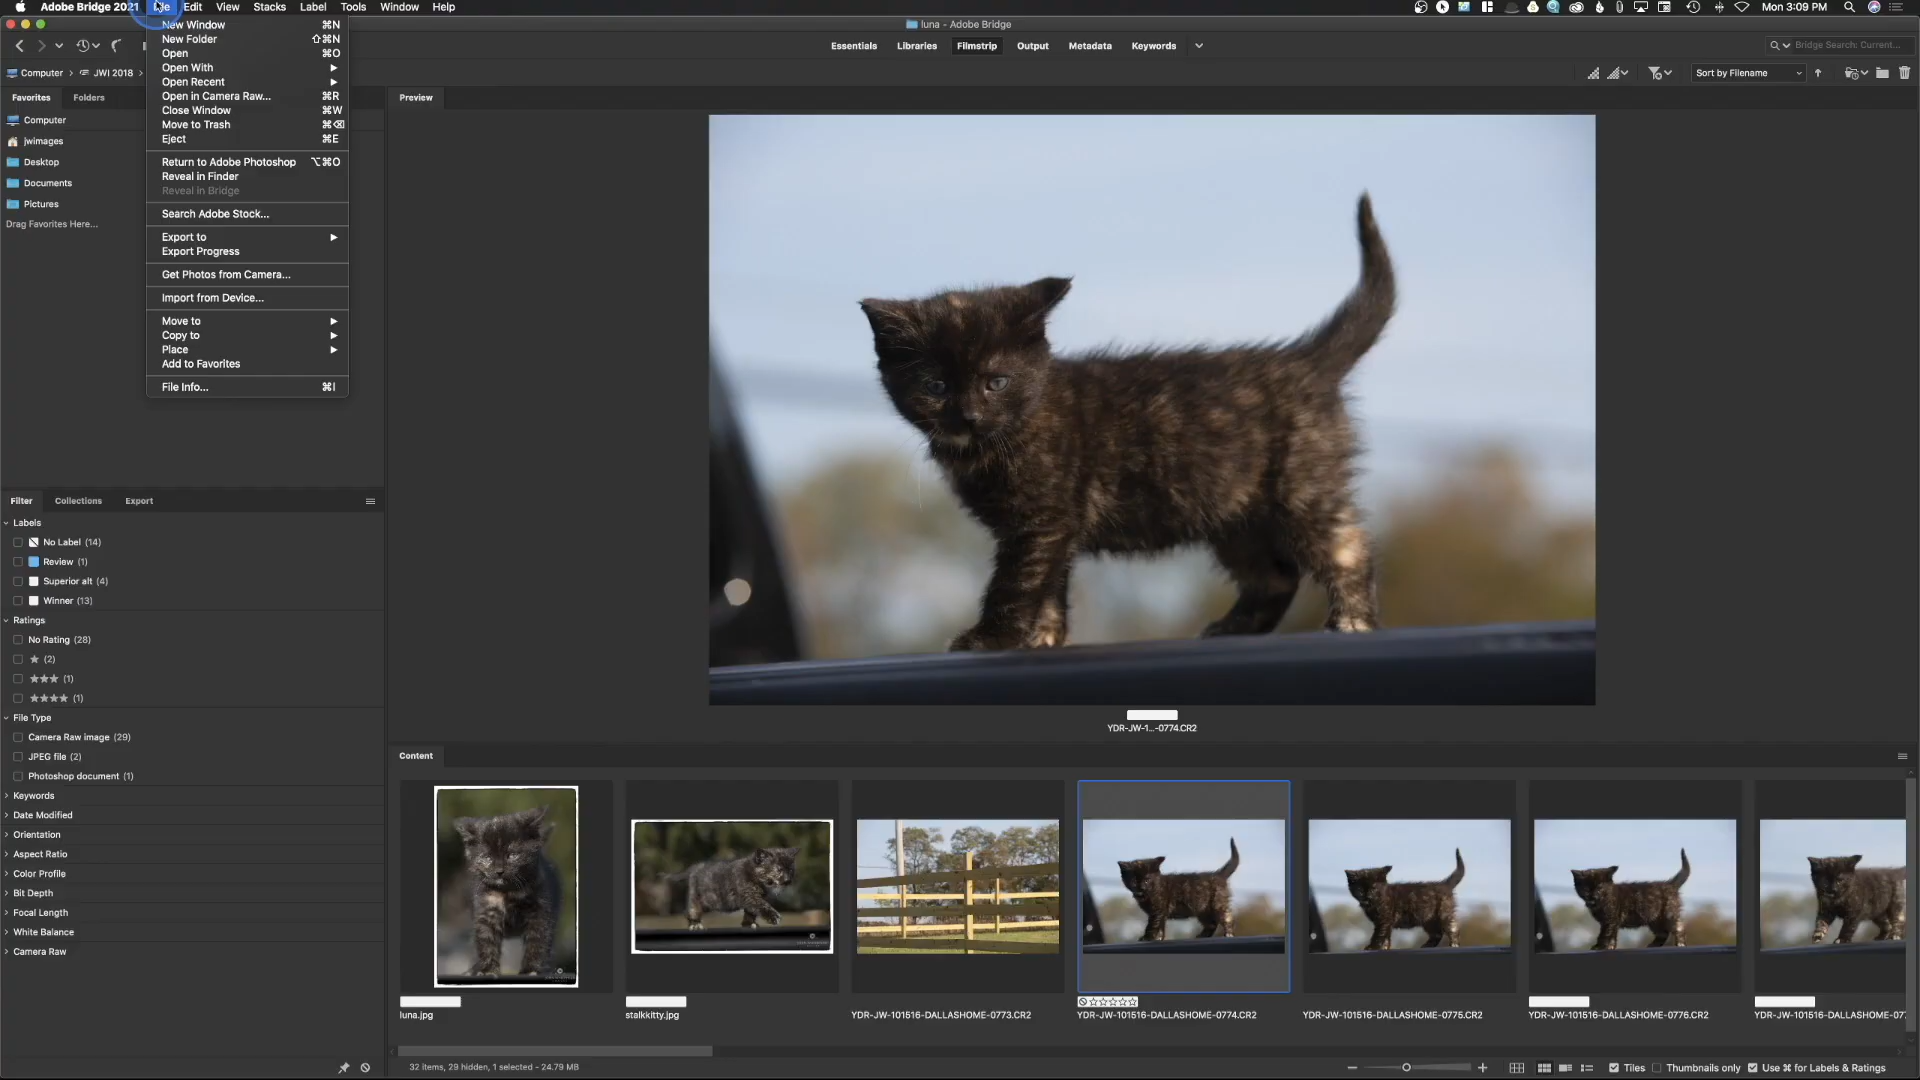 Adobe Bridge 2021 File Edit View Stacks Label Tools Window Help Mon 3:09 PM
luna - Adobe Bridge
Essentials Libraries Filmstrip Output Metadata Keywords Bridge Search: Current...
Computer JWI 2018 Sort by Filename
New Window ⌘N
New Folder ⇧⌘N
Open ⌘O
Open With
Open Recent
Open in Camera Raw... ⌘R
Close Window ⌘W
Move to Trash ⌘⌫
Eject ⌘E
Return to Adobe Photoshop ⌥⌘O
Reveal in Finder
Reveal in Bridge
Search Adobe Stock...
Export to
Export Progress
Get Photos from Camera...
Import from Device...
Move to
Copy to
Place
Add to Favorites
File Info... ⌘I
Favorites Folders
Computer
jwimages
Desktop
Documents
Pictures
Drag Favorites Here...
Preview
YDR-JW-1...-0774.CR2
Filter Collections Export
Labels
No Label (14)
Review (1)
Superior alt (4)
Winner (13)
Ratings
No Rating (28)
★ (2)
★★★ (1)
★★★★ (1)
File Type
Camera Raw image (29)
JPEG file (2)
Photoshop document (1)
Keywords
Date Modified
Orientation
Aspect Ratio
Color Profile
Bit Depth
Focal Length
White Balance
Camera Raw
Content
luna.jpg
stalkkitty.jpg
YDR-JW-101516-DALLASHOME-0773.CR2
YDR-JW-101516-DALLASHOME-0774.CR2
YDR-JW-101516-DALLASHOME-0775.CR2
YDR-JW-101516-DALLASHOME-0776.CR2
YDR-JW-101516-DALLASHOME-07
32 items, 29 hidden, 1 selected - 24.79 MB
Tiles Thumbnails only Use ⌘ for Labels & Ratings